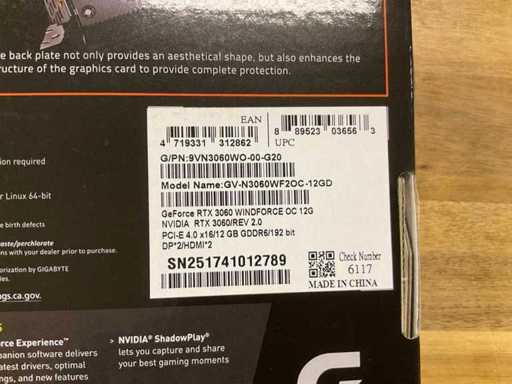 e back plate not only provides an aesthetical shape, but also enhances the
ructure of the graphics card to provide complete protection.
EAN
4 719331 312862
8 89523 03656 3
UPC
G/PN:9VN3060WO-00-G20
Model Name:GV-N3060WF2OC-12GD
GeForce RTX 3060 WINDFORCE OC 12G
NVIDIA RTX 3060/REV 2.0
PCI-E 4.0 x16/12 GB GDDR6/192 bit
DP*2/HDMI*2
SN251741012789
Check Number
6117
MADE IN CHINA
ion required
r Linux 64-bit
e birth defects
aste/perchlorate
ons with your dealer prior to purchase.
orization by GIGABYTE
gs.ca.gov.
S
rce Experience™
panion software delivers
atest drivers, optimal
ngs, and new features
> NVIDIA® ShadowPlay®
lets you capture and share
your best gaming moments
G